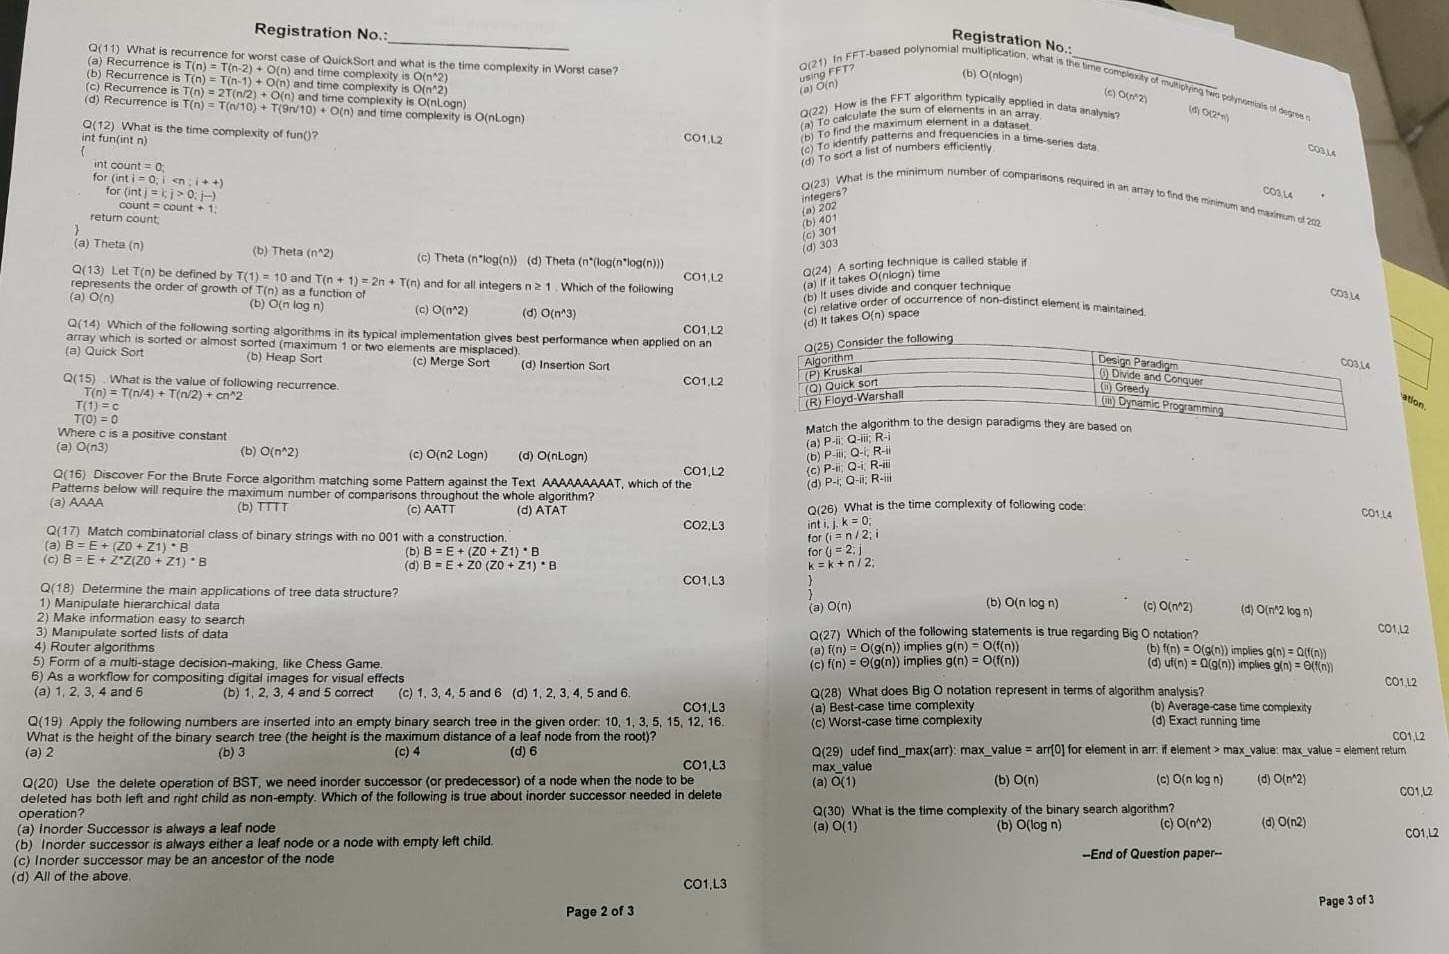 Registration No.:
Q(11) What is recurrence for worst case of QuickSort and what is the time complexity in Worst case?
(a) Recurrence is T(n) = T(n-2) + O(n) and time complexity is O(n^2)
(b) Recurrence is T(n) = T(n-1) + O(n) and time complexity is O(n^2)
(c) Recurrence is T(n) = 2T(n/2) + O(n) and time complexity is O(nLogn)
(d) Recurrence is T(n) = T(n/10) + T(9n/10) + O(n) and time complexity is O(nLogn)
CO1,L2
Q(12) What is the time complexity of fun()?
int fun(int n)
{
int count = 0;
for (int i = 0; i <n ; i + +)
for (int j = i; j > 0; j--)
count = count + 1;
return count;
}
(a) Theta (n) (b) Theta (n^2) (c) Theta (n*log(n)) (d) Theta (n*(log(n*log(n)))
CO1,L2
Q(13) Let T(n) be defined by T(1) = 10 and T(n + 1) = 2n + T(n) and for all integers n ≥ 1 . Which of the following
represents the order of growth of T(n) as a function of
(a) O(n) (b) O(n log n) (c) O(n^2) (d) O(n^3)
CO1,L2
Q(14) Which of the following sorting algorithms in its typical implementation gives best performance when applied on an
array which is sorted or almost sorted (maximum 1 or two elements are misplaced).
(a) Quick Sort (b) Heap Sort (c) Merge Sort (d) Insertion Sort
CO1,L2
Q(15) . What is the value of following recurrence.
T(n) = T(n/4) + T(n/2) + cn^2
T(1) = c
T(0) = 0
Where c is a positive constant
(a) O(n3) (b) O(n^2) (c) O(n2 Logn) (d) O(nLogn)
CO1,L2
Q(16) Discover For the Brute Force algorithm matching some Pattern against the Text AAAAAAAAAT, which of the
Patterns below will require the maximum number of comparisons throughout the whole algorithm?
(a) AAAA (b) TTTT (c) AATT (d) ATAT
CO2,L3
Q(17) Match combinatorial class of binary strings with no 001 with a construction.
(a) B = E + (Z0 + Z1) * B (b) B = E + (Z0 + Z1) * B
(c) B = E + Z*Z(Z0 + Z1) * B (d) B = E + Z0 (Z0 + Z1) * B
CO1,L3
Q(18) Determine the main applications of tree data structure?
1) Manipulate hierarchical data
2) Make information easy to search
3) Manipulate sorted lists of data
4) Router algorithms
5) Form of a multi-stage decision-making, like Chess Game.
6) As a workflow for compositing digital images for visual effects
(a) 1, 2, 3, 4 and 6 (b) 1, 2, 3, 4 and 5 correct (c) 1, 3, 4, 5 and 6 (d) 1, 2, 3, 4, 5 and 6.
CO1,L3
Q(19) Apply the following numbers are inserted into an empty binary search tree in the given order: 10, 1, 3, 5, 15, 12, 16.
What is the height of the binary search tree (the height is the maximum distance of a leaf node from the root)?
(a) 2 (b) 3 (c) 4 (d) 6
CO1,L3
Q(20) Use the delete operation of BST, we need inorder successor (or predecessor) of a node when the node to be
deleted has both left and right child as non-empty. Which of the following is true about inorder successor needed in delete
operation?
(a) Inorder Successor is always a leaf node
(b) Inorder successor is always either a leaf node or a node with empty left child.
(c) Inorder successor may be an ancestor of the node
(d) All of the above.
CO1,L3
Page 2 of 3
Registration No.:
Q(21) In FFT-based polynomial multiplication, what is the time complexity of multiplying two polynomials of degree n
using FFT?
(a) O(n) (b) O(nlogn) (c) O(n^2) (d) O(2^n)
CO3,L4
Q(22) How is the FFT algorithm typically applied in data analysis?
(a) To calculate the sum of elements in an array.
(b) To find the maximum element in a dataset.
(c) To identify patterns and frequencies in a time-series data.
(d) To sort a list of numbers efficiently.
CO3,L4
Q(23) What is the minimum number of comparisons required in an array to find the minimum and maximum of 202
integers?
(a) 202
(b) 401
(c) 301
(d) 303
CO3,L4
Q(24) A sorting technique is called stable if
(a) If it takes O(nlogn) time
(b) It uses divide and conquer technique
(c) relative order of occurrence of non-distinct element is maintained.
(d) It takes O(n) space
CO3,L4
Q(25) Consider the following
Algorithm Design Paradigm
(P) Kruskal (i) Divide and Conquer
(Q) Quick sort (ii) Greedy
(R) Floyd-Warshall (iii) Dynamic Programming
Match the algorithm to the design paradigms they are based on
(a) P-ii; Q-iii; R-i
(b) P-iii; Q-i; R-ii
(c) P-ii; Q-i; R-iii
(d) P-i; Q-ii; R-iii
CO1,L4
Q(26) What is the time complexity of following code:
int i, j, k = 0;
for (i = n / 2; i
for (j = 2; j
k = k + n / 2;
}
}
(a) O(n) (b) O(n log n) (c) O(n^2) (d) O(n^2 log n)
CO1,L2
Q(27) Which of the following statements is true regarding Big O notation?
(a) f(n) = O(g(n)) implies g(n) = O(f(n)) (b) f(n) = O(g(n)) implies g(n) = Ω(f(n))
(c) f(n) = Θ(g(n)) implies g(n) = O(f(n)) (d) uf(n) = Ω(g(n)) implies g(n) = Θ(f(n))
CO1,L2
Q(28) What does Big O notation represent in terms of algorithm analysis?
(a) Best-case time complexity (b) Average-case time complexity
(c) Worst-case time complexity (d) Exact running time
CO1,L2
Q(29) udef find_max(arr): max_value = arr[0] for element in arr: if element > max_value: max_value = element return
max_value
(a) O(1) (b) O(n) (c) O(n log n) (d) O(n^2)
CO1,L2
Q(30) What is the time complexity of the binary search algorithm?
(a) O(1) (b) O(log n) (c) O(n^2) (d) O(n2)
CO1,L2
--End of Question paper--
Page 3 of 3
ation.